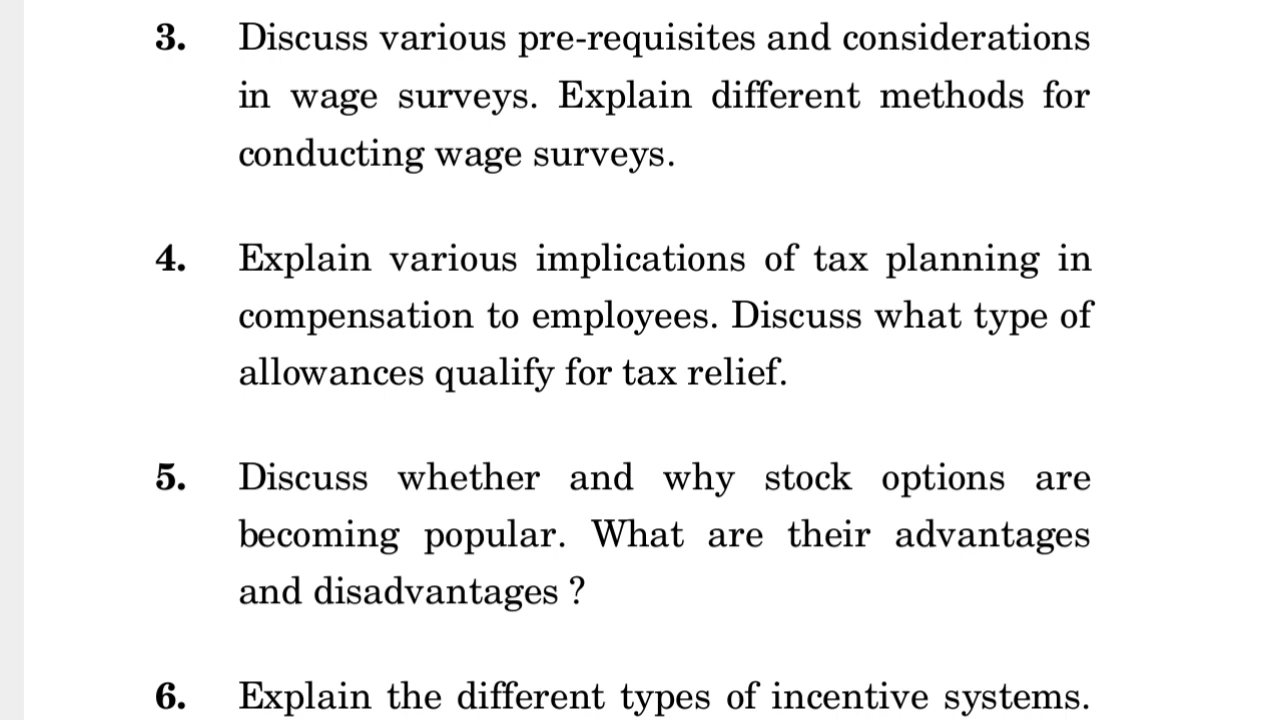 3. Discuss various pre-requisites and considerations
in wage surveys. Explain different methods for
conducting wage surveys.
4. Explain various implications of tax planning in
compensation to employees. Discuss what type of
allowances qualify for tax relief.
5. Discuss whether and why stock options are
becoming popular. What are their advantages
and disadvantages ?
6. Explain the different types of incentive systems.